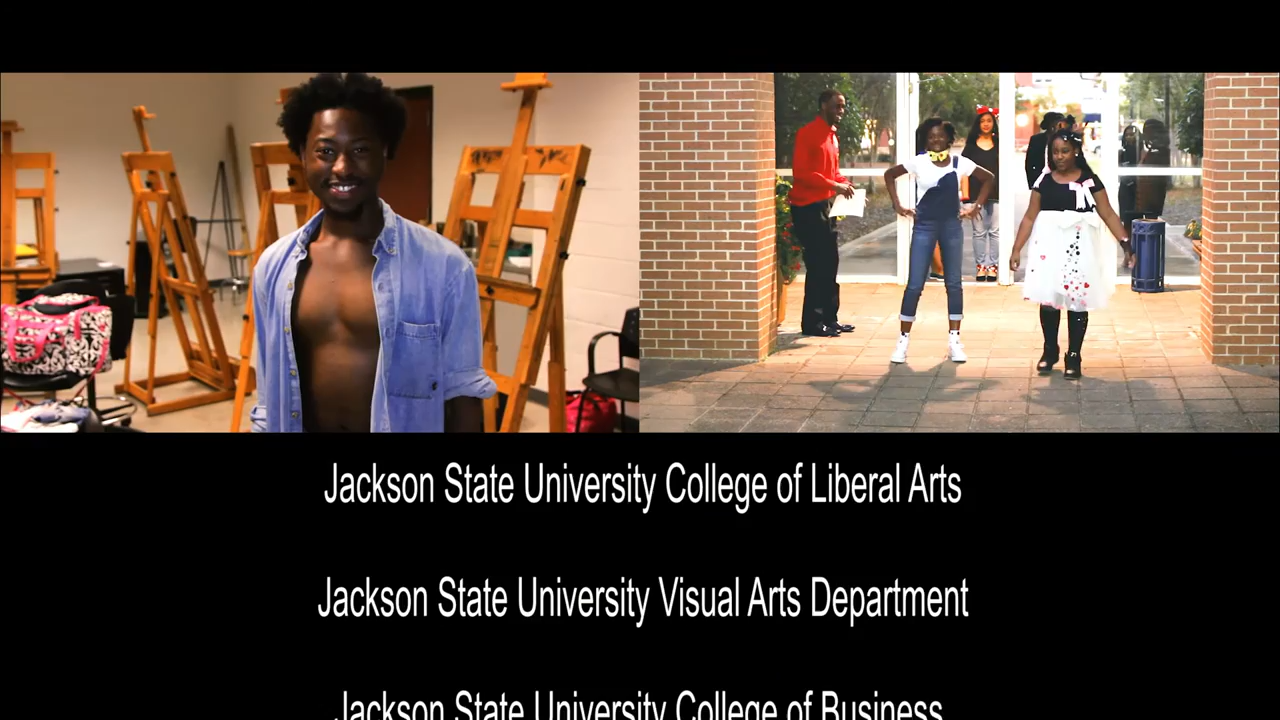 Jackson State University College of Liberal Arts
Jackson State University Visual Arts Department
Jackson State University College of Business